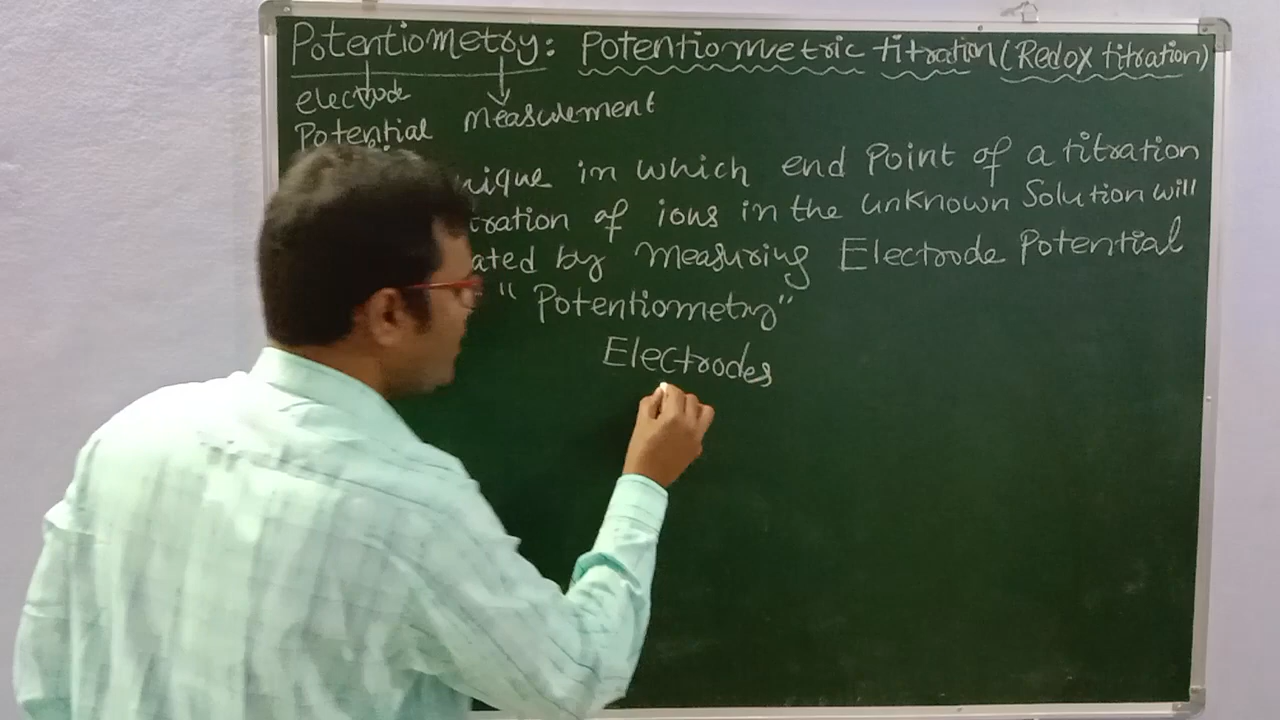 Potentiometry: Potentiometric titration (Redox titration)
electrode
Potential measurement
nique in which end Point of a titration
tration of ions in the unknown Solution will
ated by measuring Electrode Potential
" Potentiometry"
Electrodes